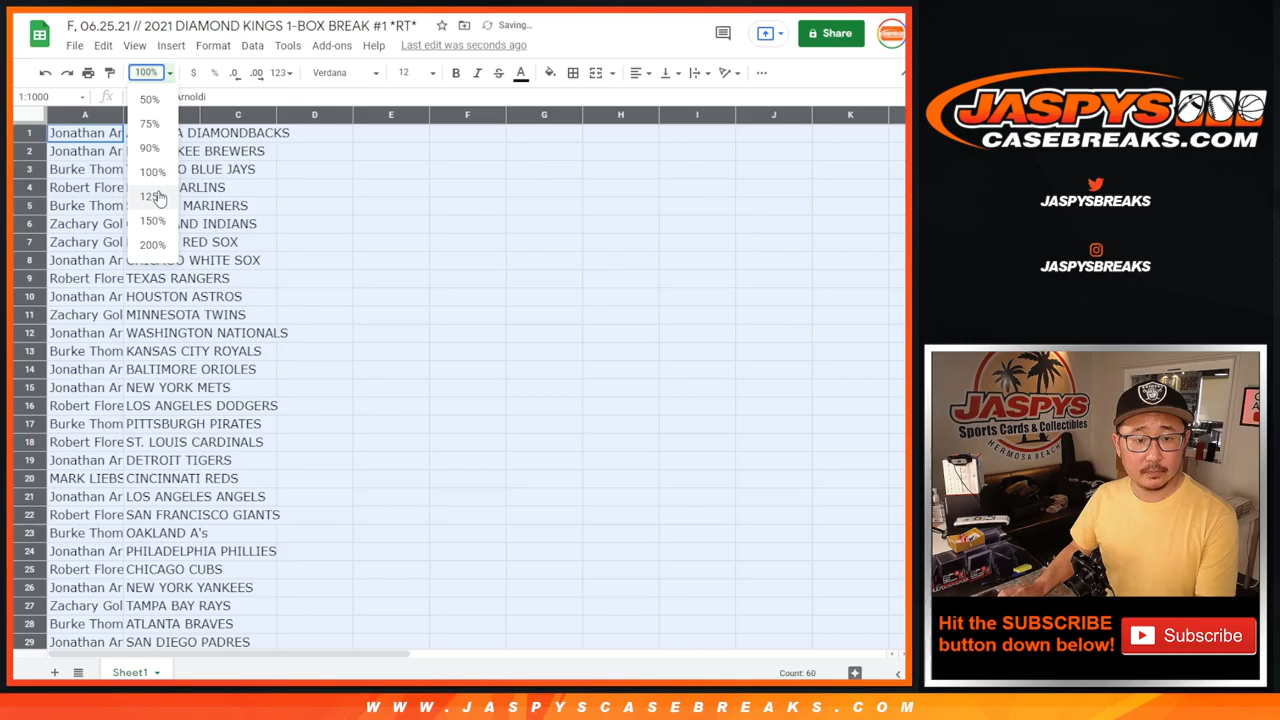 F, 06.25.21 // 2021 DIAMOND KINGS 1-BOX BREAK #1 *RT*
Saving...
File Edit View Insert Format Data Tools Add-ons Help Last edit was seconds ago
Share
100% $ % .0 .00 123 Verdana 12 B I S A
1:1000 fx Arnoldi
50%
75%
90%
100%
125%
150%
200%
A C D E F G H I J K
1 Jonathan Ar A DIAMONDBACKS
2 Jonathan Ar KEE BREWERS
3 Burke Thom O BLUE JAYS
4 Robert Flore ARLINS
5 Burke Thom MARINERS
6 Zachary Gol AND INDIANS
7 Zachary Gol RED SOX
8 Jonathan Ar CHICAGO WHITE SOX
9 Robert Flore TEXAS RANGERS
10 Jonathan Ar HOUSTON ASTROS
11 Zachary Gol MINNESOTA TWINS
12 Jonathan Ar WASHINGTON NATIONALS
13 Burke Thom KANSAS CITY ROYALS
14 Jonathan Ar BALTIMORE ORIOLES
15 Jonathan Ar NEW YORK METS
16 Robert Flore LOS ANGELES DODGERS
17 Burke Thom PITTSBURGH PIRATES
18 Robert Flore ST. LOUIS CARDINALS
19 Jonathan Ar DETROIT TIGERS
20 MARK LIEBS CINCINNATI REDS
21 Jonathan Ar LOS ANGELES ANGELS
22 Robert Flore SAN FRANCISCO GIANTS
23 Burke Thom OAKLAND A's
24 Jonathan Ar PHILADELPHIA PHILLIES
25 Robert Flore CHICAGO CUBS
26 Jonathan Ar NEW YORK YANKEES
27 Zachary Gol TAMPA BAY RAYS
28 Burke Thom ATLANTA BRAVES
29 Jonathan Ar SAN DIEGO PADRES
Sheet1
Count: 60
JASPYS
CASEBREAKS.COM
JASPYSBREAKS
JASPYSBREAKS
JASPYS
Sports Cards & Collectibles
HERMOSA BEACH
Hit the SUBSCRIBE
button down below!
Subscribe
WWW.JASPYSCASEBREAKS.COM